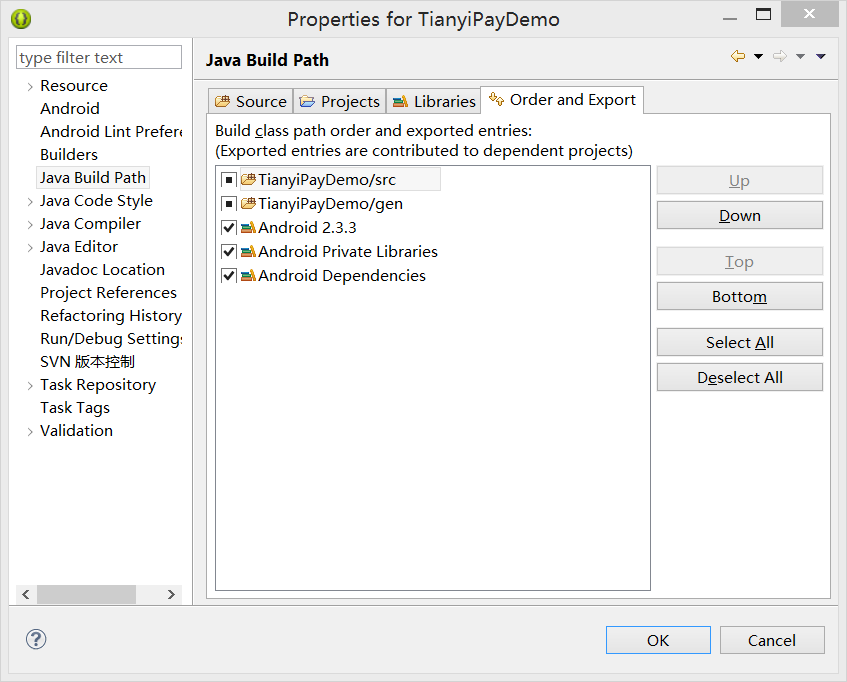 Properties for TianyiPayDemo
type filter text
Resource
Android
Android Lint Prefere
Builders
Java Build Path
Java Code Style
Java Compiler
Java Editor
Javadoc Location
Project References
Refactoring History
Run/Debug Settings
SVN 版本控制
Task Repository
Task Tags
Validation
Java Build Path
Source Projects Libraries Order and Export
Build class path order and exported entries:
(Exported entries are contributed to dependent projects)
TianyiPayDemo/src
TianyiPayDemo/gen
Android 2.3.3
Android Private Libraries
Android Dependencies
Up
Down
Top
Bottom
Select All
Deselect All
OK Cancel